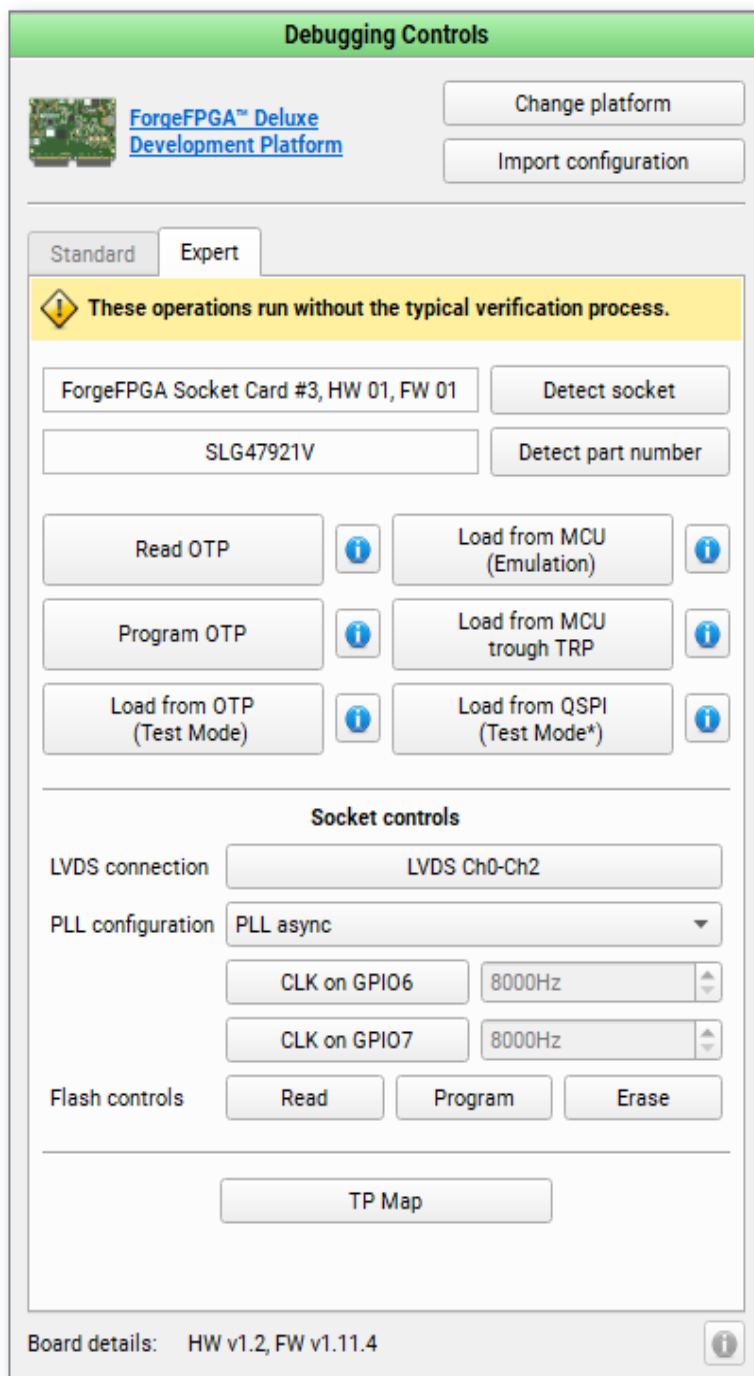 Debugging Controls
ForgeFPGA™ Deluxe
Development Platform
Change platform
Import configuration
Standard
Expert
These operations run without the typical verification process.
ForgeFPGA Socket Card #3, HW 01, FW 01
Detect socket
SLG47921V
Detect part number
Read OTP
Load from MCU
(Emulation)
Program OTP
Load from MCU
trough TRP
Load from OTP
(Test Mode)
Load from QSPI
(Test Mode*)
Socket controls
LVDS connection
LVDS Ch0-Ch2
PLL configuration
PLL async
CLK on GPIO6
8000Hz
CLK on GPIO7
8000Hz
Flash controls
Read
Program
Erase
TP Map
Board details: HW v1.2, FW v1.11.4